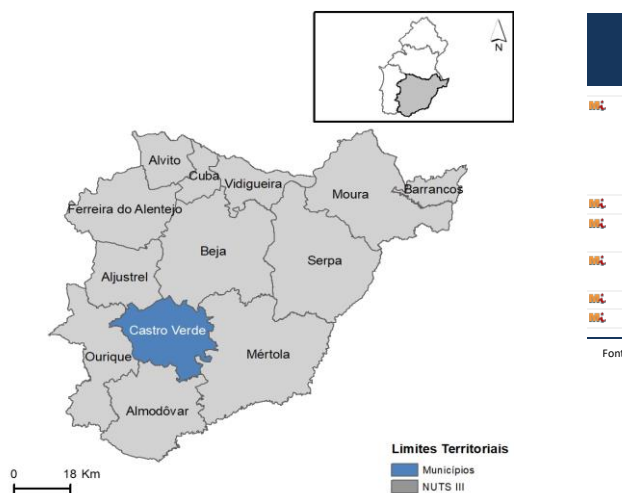 N
Alvito
Cuba
Vidigueira
Moura
Barrancos
Ferreira do Alentejo
Beja
Serpa
Aljustrel
Castro Verde
Ourique
Mértola
Almodôvar
Limites Territoriais
Municípios
NUTS III
0 18 Km
Font